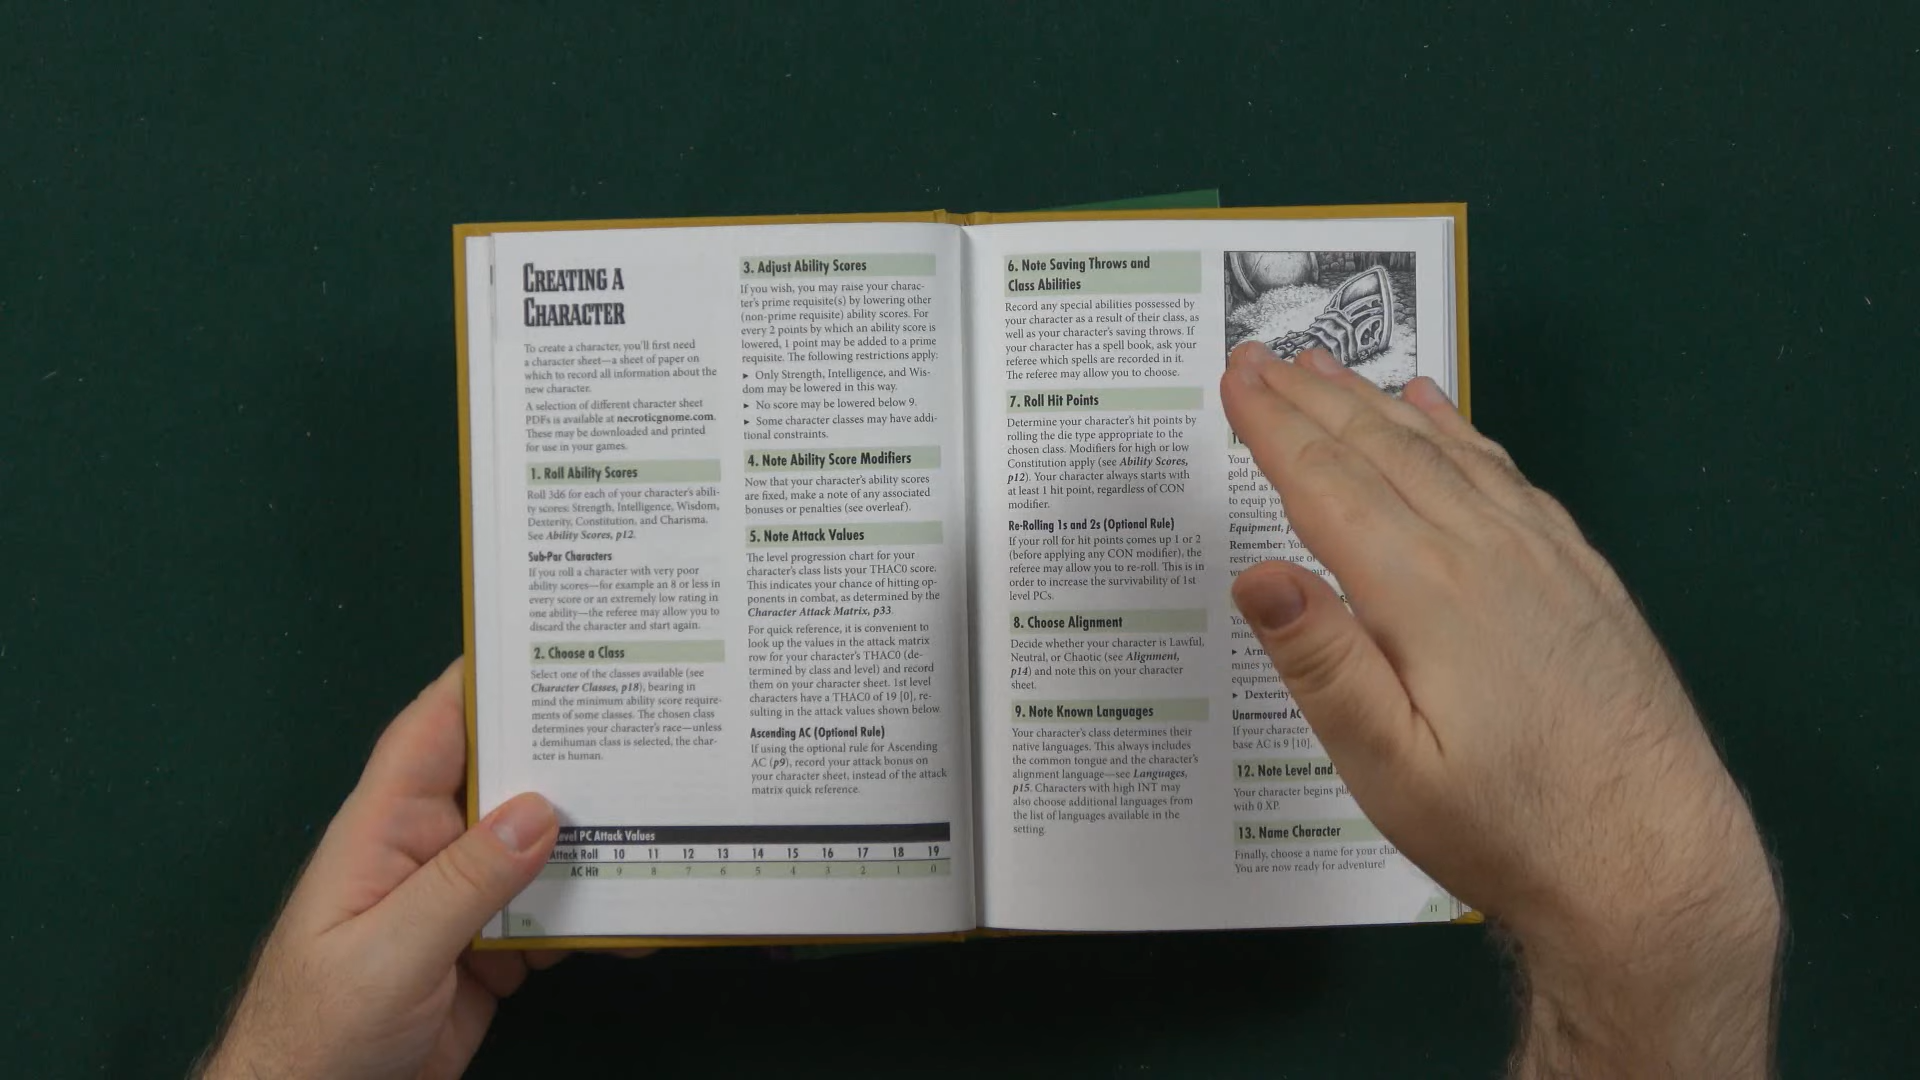 CREATING A
CHARACTER
To create a character, you'll first need
a character sheet—a sheet of paper on
which to record all information about the
new character.
A selection of different character sheet
PDFs is available at necroticgnome.com.
These may be downloaded and printed
for use in your games.
1. Roll Ability Scores
Roll 3d6 for each of your character's abili-
ty scores: Strength, Intelligence, Wisdom,
Dexterity, Constitution, and Charisma.
See Ability Scores, p12.
Sub-Par Characters
If you roll a character with very poor
ability scores—for example an 8 or less in
every score or an extremely low rating in
one ability—the referee may allow you to
discard the character and start again.
2. Choose a Class
Select one of the classes available (see
Character Classes, p18), bearing in
mind the minimum ability score require-
ments of some classes. The chosen class
determines your character's race—unless
a demihuman class is selected, the char-
acter is human.
3. Adjust Ability Scores
If you wish, you may raise your charac-
ter's prime requisite(s) by lowering other
(non-prime requisite) ability scores. For
every 2 points by which an ability score is
lowered, 1 point may be added to a prime
requisite. The following restrictions apply:
▸ Only Strength, Intelligence, and Wis-
dom may be lowered in this way.
▸ No score may be lowered below 9.
▸ Some character classes may have addi-
tional constraints.
4. Note Ability Score Modifiers
Now that your character's ability scores
are fixed, make a note of any associated
bonuses or penalties (see overleaf).
5. Note Attack Values
The level progression chart for your
character's class lists your THAC0 score.
This indicates your chance of hitting op-
ponents in combat, as determined by the
Character Attack Matrix, p33.
For quick reference, it is convenient to
look up the values in the attack matrix
row for your character's THAC0 (de-
termined by class and level) and record
them on your character sheet. 1st level
characters have a THAC0 of 19 [0], re-
sulting in the attack values shown below.
Ascending AC (Optional Rule)
If using the optional rule for Ascending
AC (p9), record your attack bonus on
your character sheet, instead of the attack
matrix quick reference.
Level PC Attack Values
Attack Roll 10 11 12 13 14 15 16 17 18 19
AC Hit 9 8 7 6 5 4 3 2 1 0
10
6. Note Saving Throws and
Class Abilities
Record any special abilities possessed by
your character as a result of their class, as
well as your character's saving throws. If
your character has a spell book, ask your
referee which spells are recorded in it.
The referee may allow you to choose.
7. Roll Hit Points
Determine your character's hit points by
rolling the die type appropriate to the
chosen class. Modifiers for high or low
Constitution apply (see Ability Scores,
p12). Your character always starts with
at least 1 hit point, regardless of CON
modifier.
Re-Rolling 1s and 2s (Optional Rule)
If your roll for hit points comes up 1 or 2
(before applying any CON modifier), the
referee may allow you to re-roll. This is in
order to increase the survivability of 1st
level PCs.
8. Choose Alignment
Decide whether your character is Lawful,
Neutral, or Chaotic (see Alignment,
p14) and note this on your character
sheet.
9. Note Known Languages
Your character's class determines their
native languages. This always includes
the common tongue and the character's
alignment language—see Languages,
p15. Characters with high INT may
also choose additional languages from
the list of languages available in the
setting.
Your
gold
spend as
to equip
consulting
Equipment,
Remember:
restrict your use
▸
mines
equipment
▸ Dexterity
Unarmoured AC
If your character
base AC is 9 [10].
12. Note Level and
Your character begins
with 0 XP.
13. Name Character
Finally, choose a name for your
You are now ready for adventure!
11